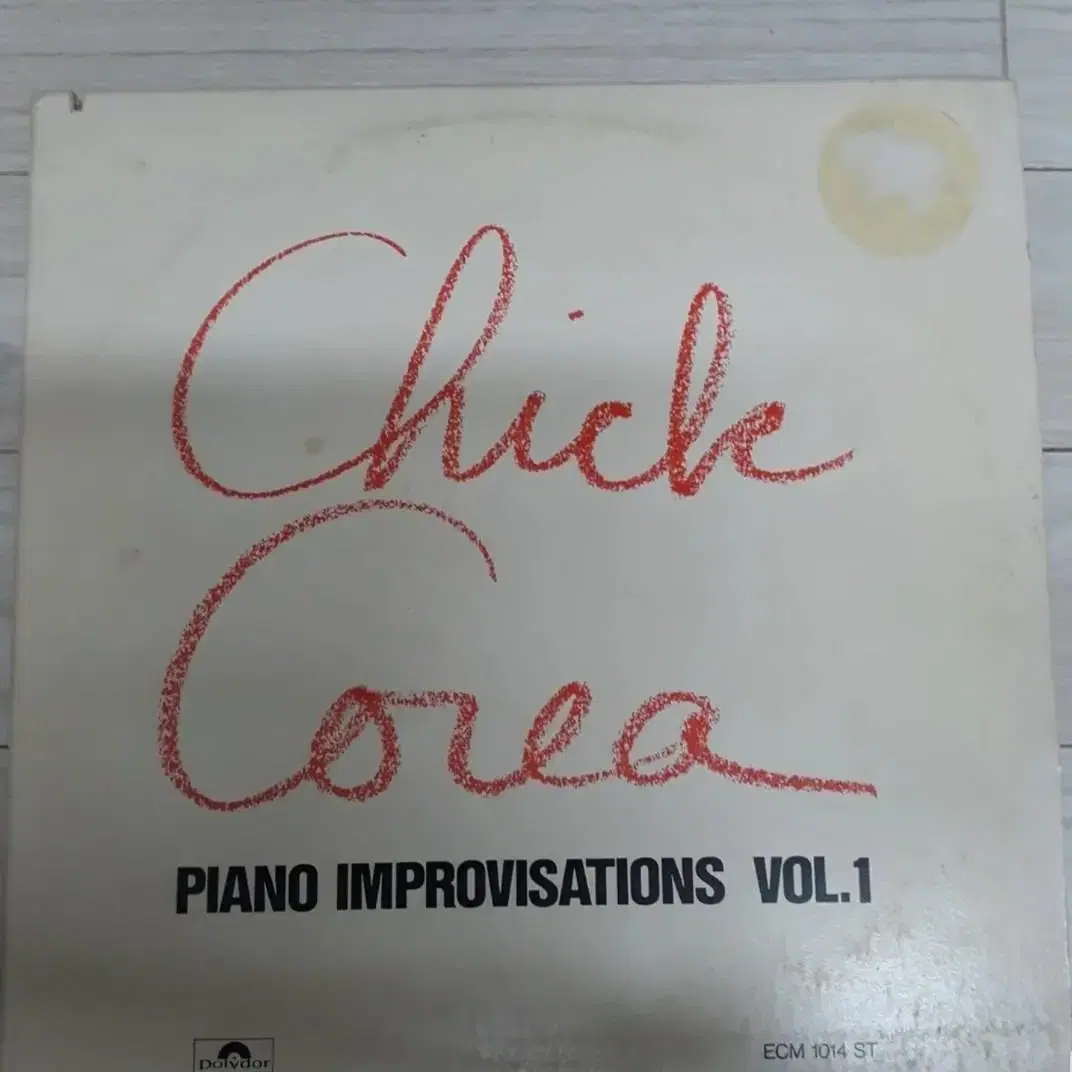 Chick
Corea
PIANO IMPROVISATIONS VOL.1
polydor
ECM 1014 ST